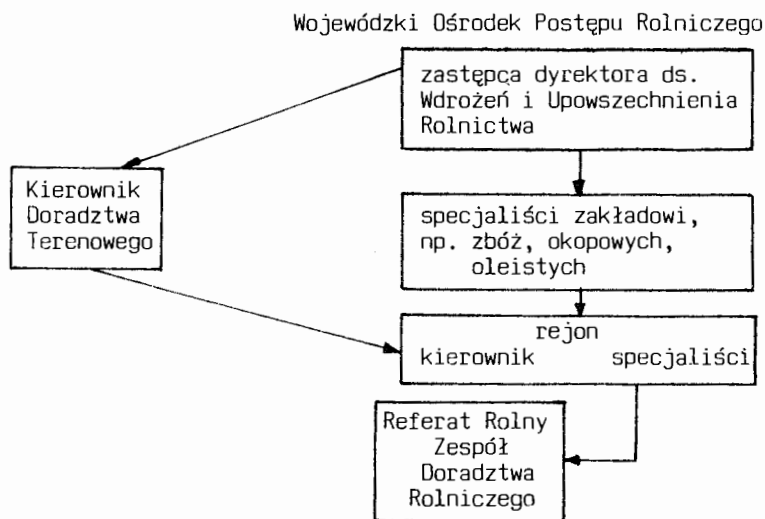 Wojewódzki Ośrodek Postępu Rolniczego
zastępca dyrektora ds.
Wdrożeń i Upowszechnienia
Rolnictwa
Kierownik
Doradztwa
Terenowego
specjaliści zakładowi,
np. zbóż, okopowych,
oleistych
rejon
kierownik specjaliści
Referat Rolny
Zespół
Doradztwa
Rolniczego